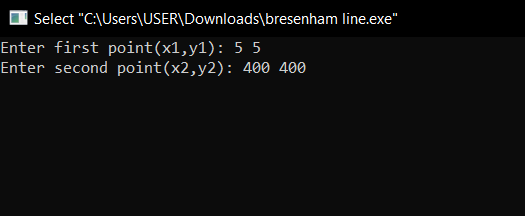 Select "C:\Users\USER\Downloads\bresenham line.exe"
Enter first point(x1,y1): 5 5
Enter second point(x2,y2): 400 400